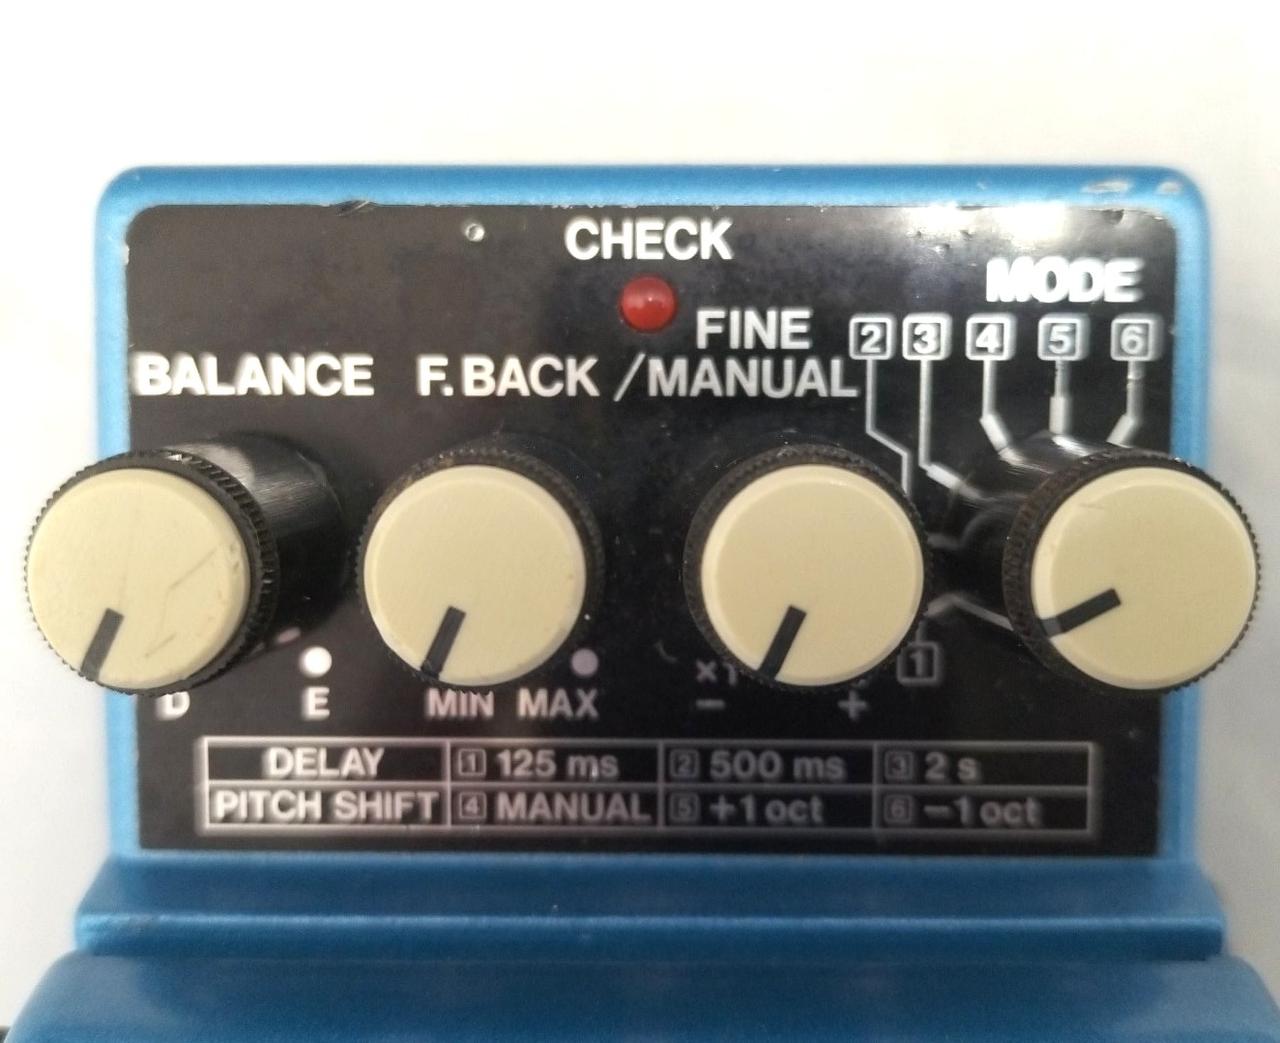 CHECK
MODE
FINE
2 3 4 5 6
BALANCE F.BACK /MANUAL
1
D E MIN MAX - +
DELAY 1 125 ms 2 500 ms 3 2 s
PITCH SHIFT 4 MANUAL 5 +1 oct 6 -1 oct